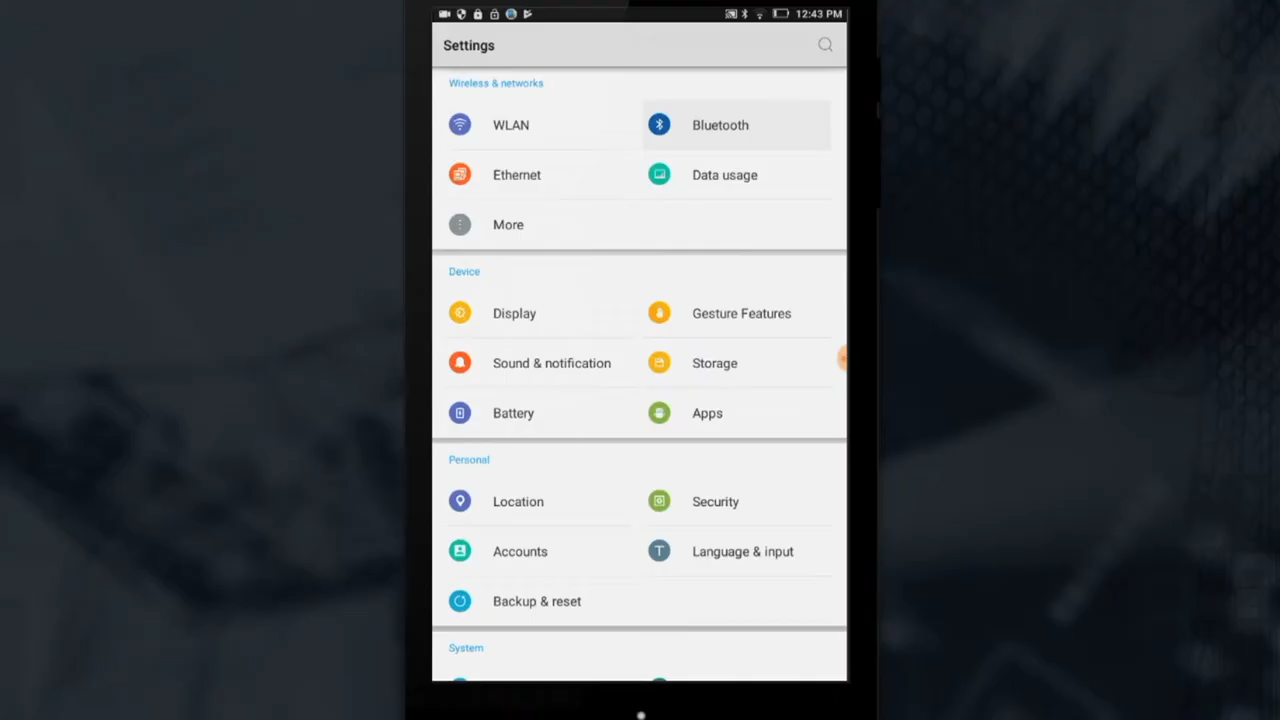 12:43 PM
Settings
Wireless & networks
WLAN
Bluetooth
Ethernet
Data usage
More
Device
Display
Gesture Features
Sound & notification
Storage
Battery
Apps
Personal
Location
Security
Accounts
Language & input
Backup & reset
System